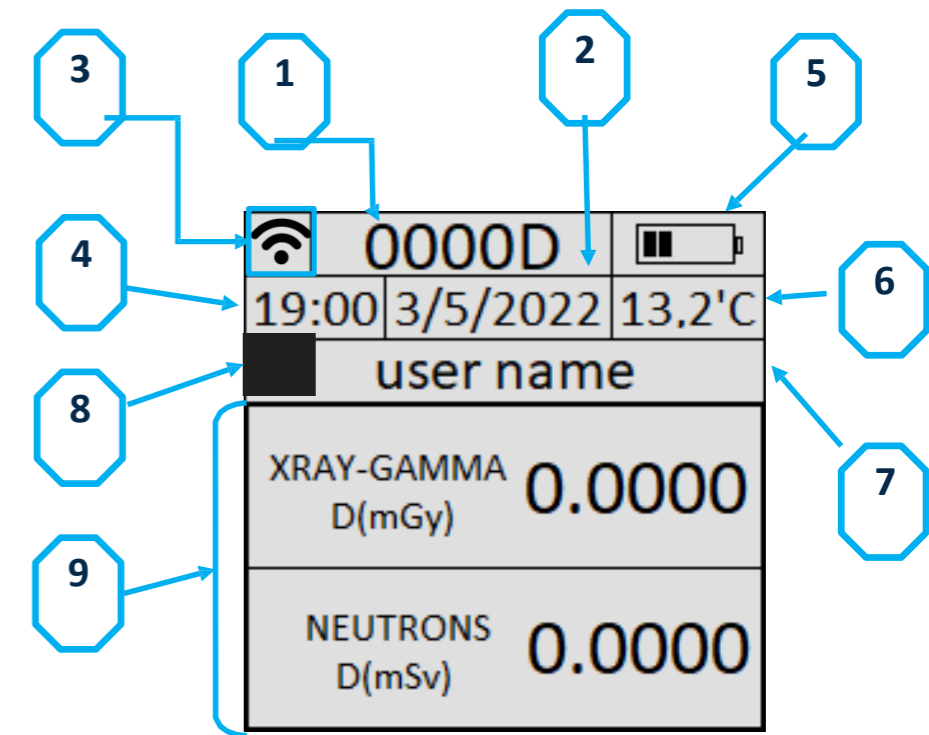 3
1
2
5
4
0000D
6
19:00 3/5/2022 13,2'C
user name
8
7
XRAY-GAMMA 0.0000
D(mGy)
9
NEUTRONS 0.0000
D(mSv)